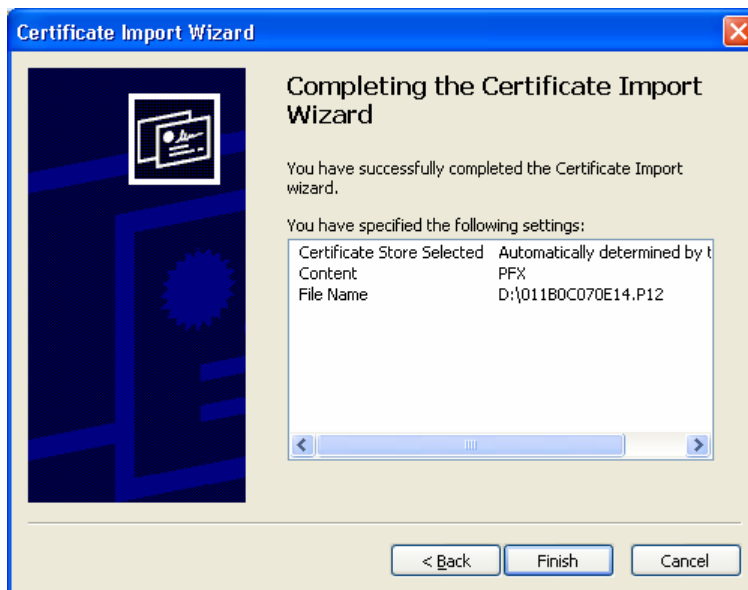 Certificate Import Wizard
Completing the Certificate Import
Wizard
You have successfully completed the Certificate Import
wizard.
You have specified the following settings:
Certificate Store Selected Automatically determined by t
Content PFX
File Name D:\011B0C070E14.P12
< Back Finish Cancel